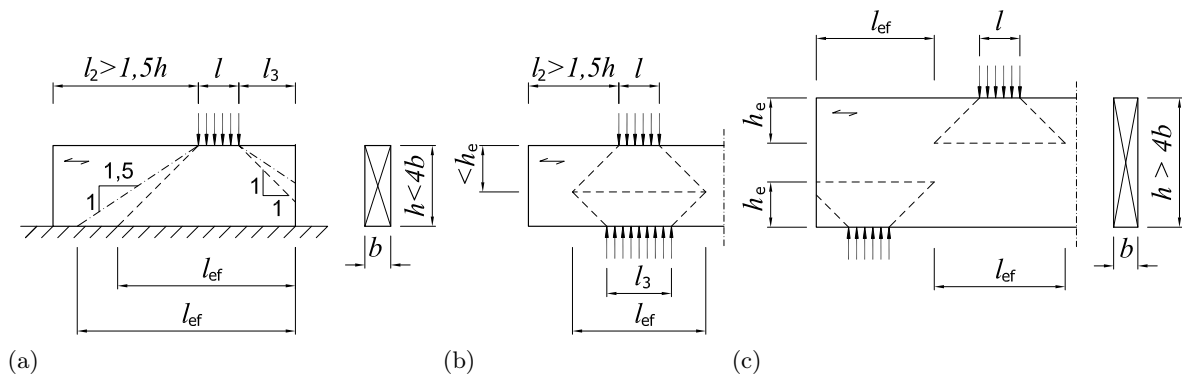 l₂>1,5h l l₃
1,5
1
1
1
h<4b
b
l_ef
l_ef
(a)
l₂>1,5h l
<h_e
l₃
l_ef
(b)
l_ef l
h_e
h_e
h > 4b
b
l_ef
(c)